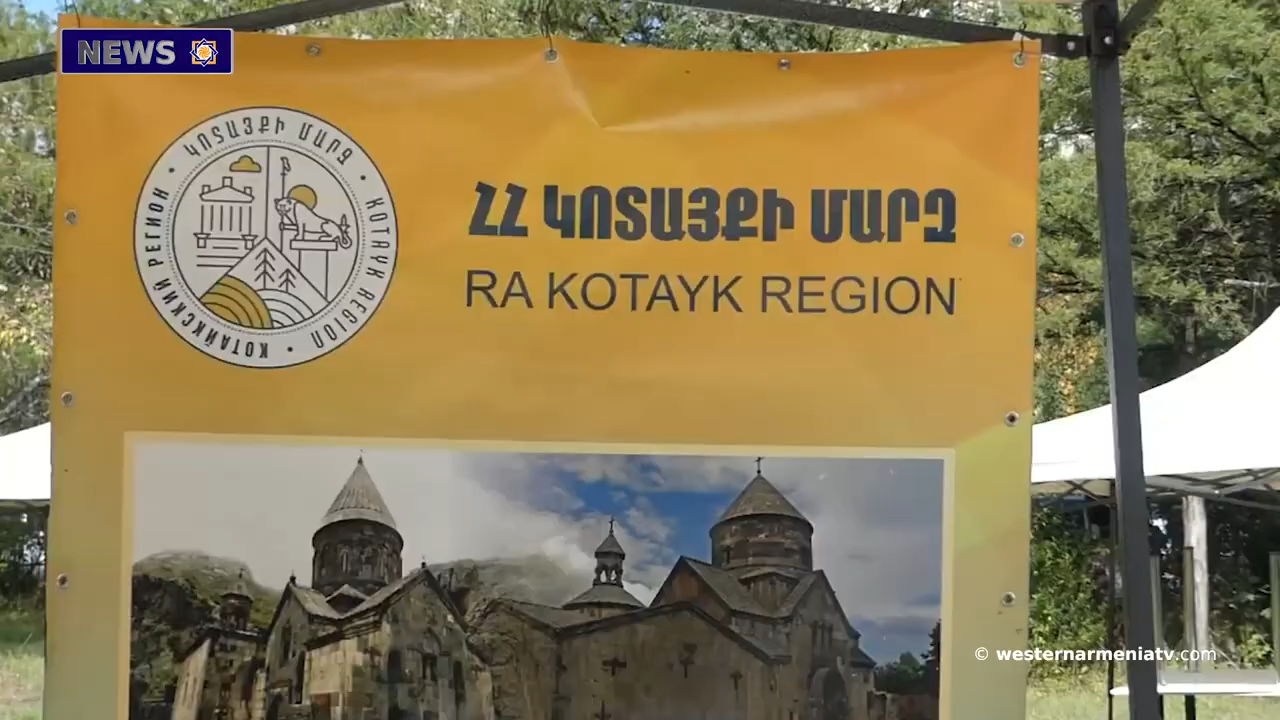 NEWS
ԿՈՏԱՅՔԻ ՄԱՐԶ • KOTAYK REGION • КОТАЙКСКИЙ РЕГИОН •
ՀՀ ԿՈՏԱՅՔԻ ՄԱՐԶ
RA KOTAYK REGION
© westernarmeniatv.com